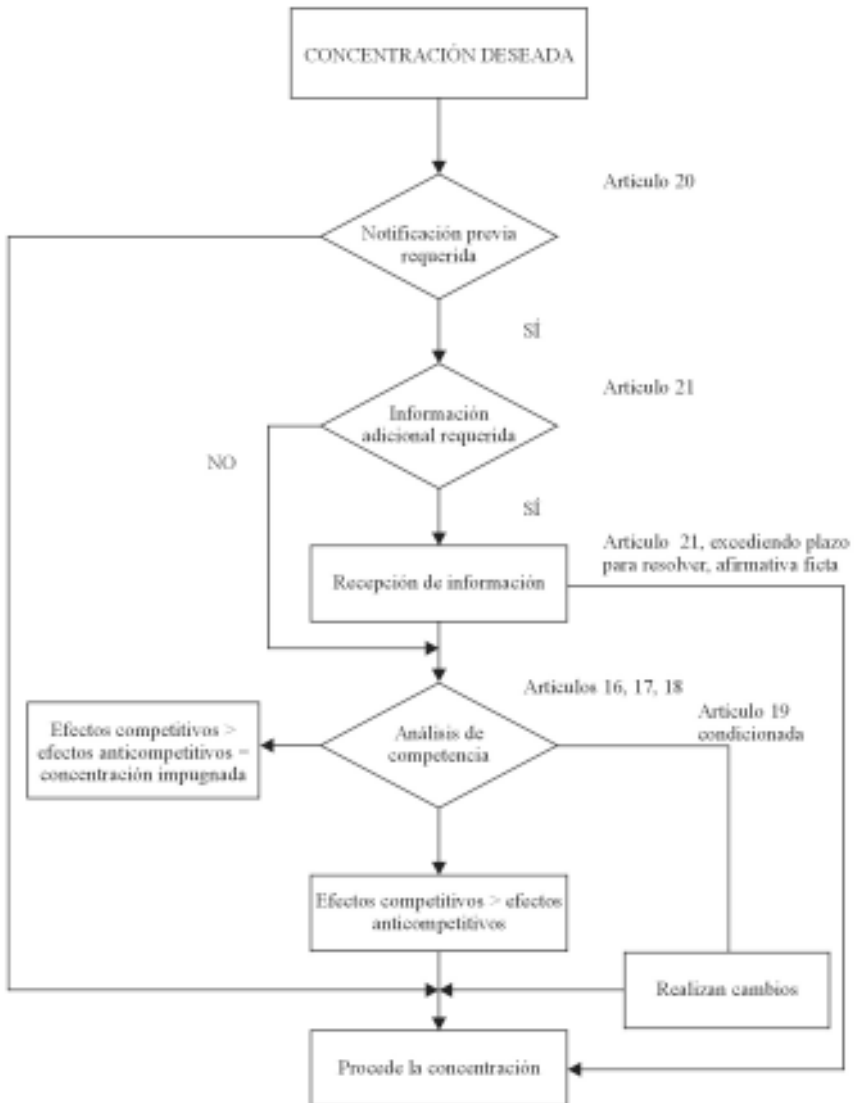 CONCENTRACIÓN DESEADA
Artículo 20
Notificación previa
requerida
SÍ
Artículo 21
Información
adicional requerida
NO
SÍ
Artículo 21, excediendo plazo
para resolver, afirmativa ficta
Recepción de información
Artículos 16, 17, 18
Artículo 19
condicionada
Efectos competitivos >
efectos anticompetitivos =
concentración impugnada
Análisis de
competencia
Efectos competitivos > efectos
anticompetitivos
Realizan cambios
Procede la concentración